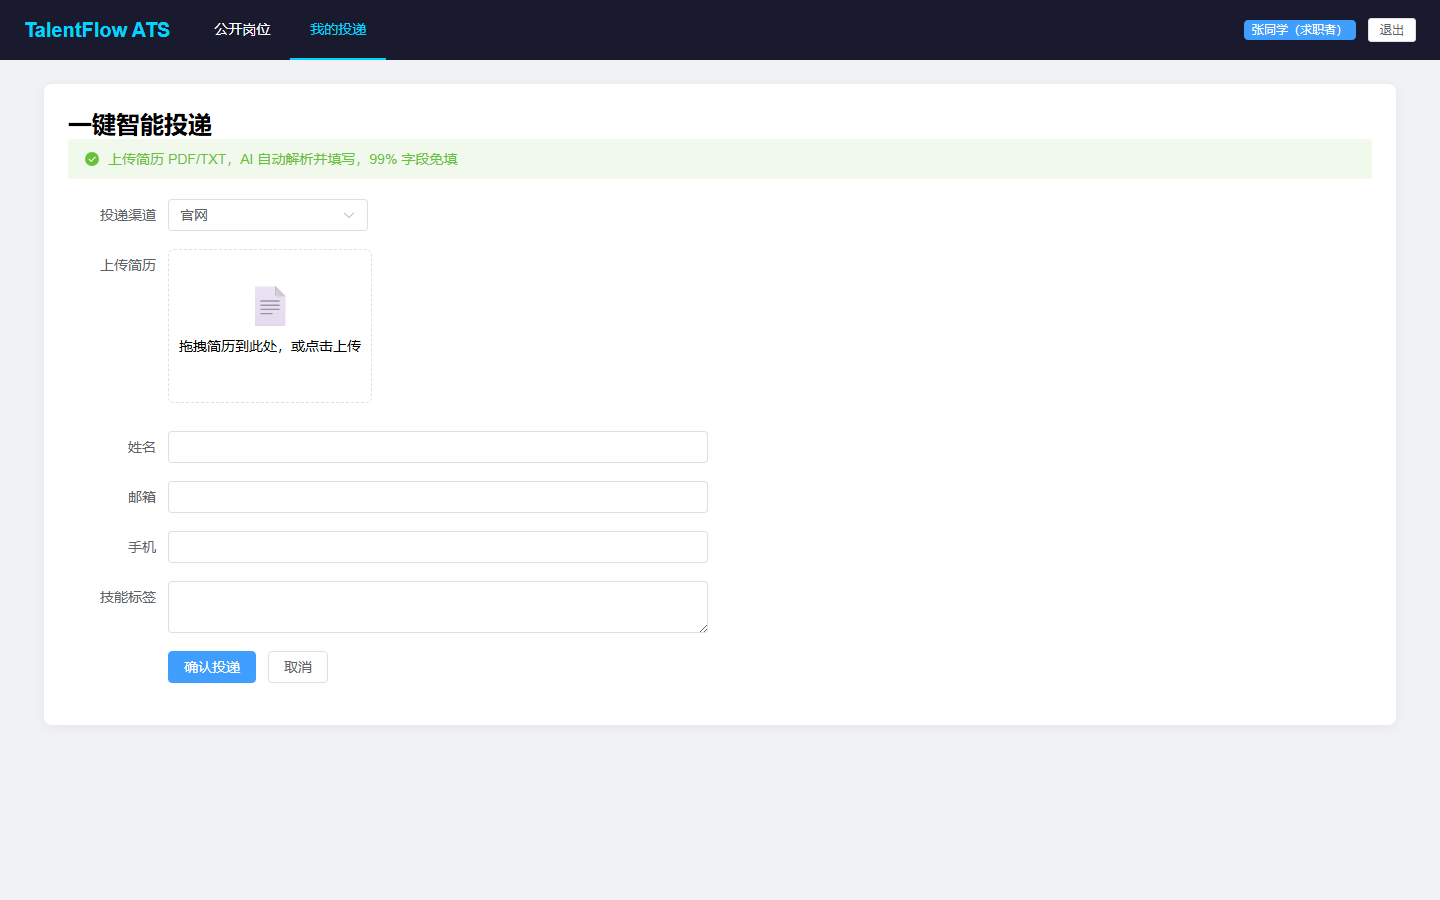 TalentFlow ATS
公开岗位
我的投递
张同学（求职者）
退出
一键智能投递
上传简历 PDF/TXT，AI 自动解析并填写，99% 字段免填
投递渠道
官网
上传简历
拖拽简历到此处，或点击上传
姓名
邮箱
手机
技能标签
确认投递
取消